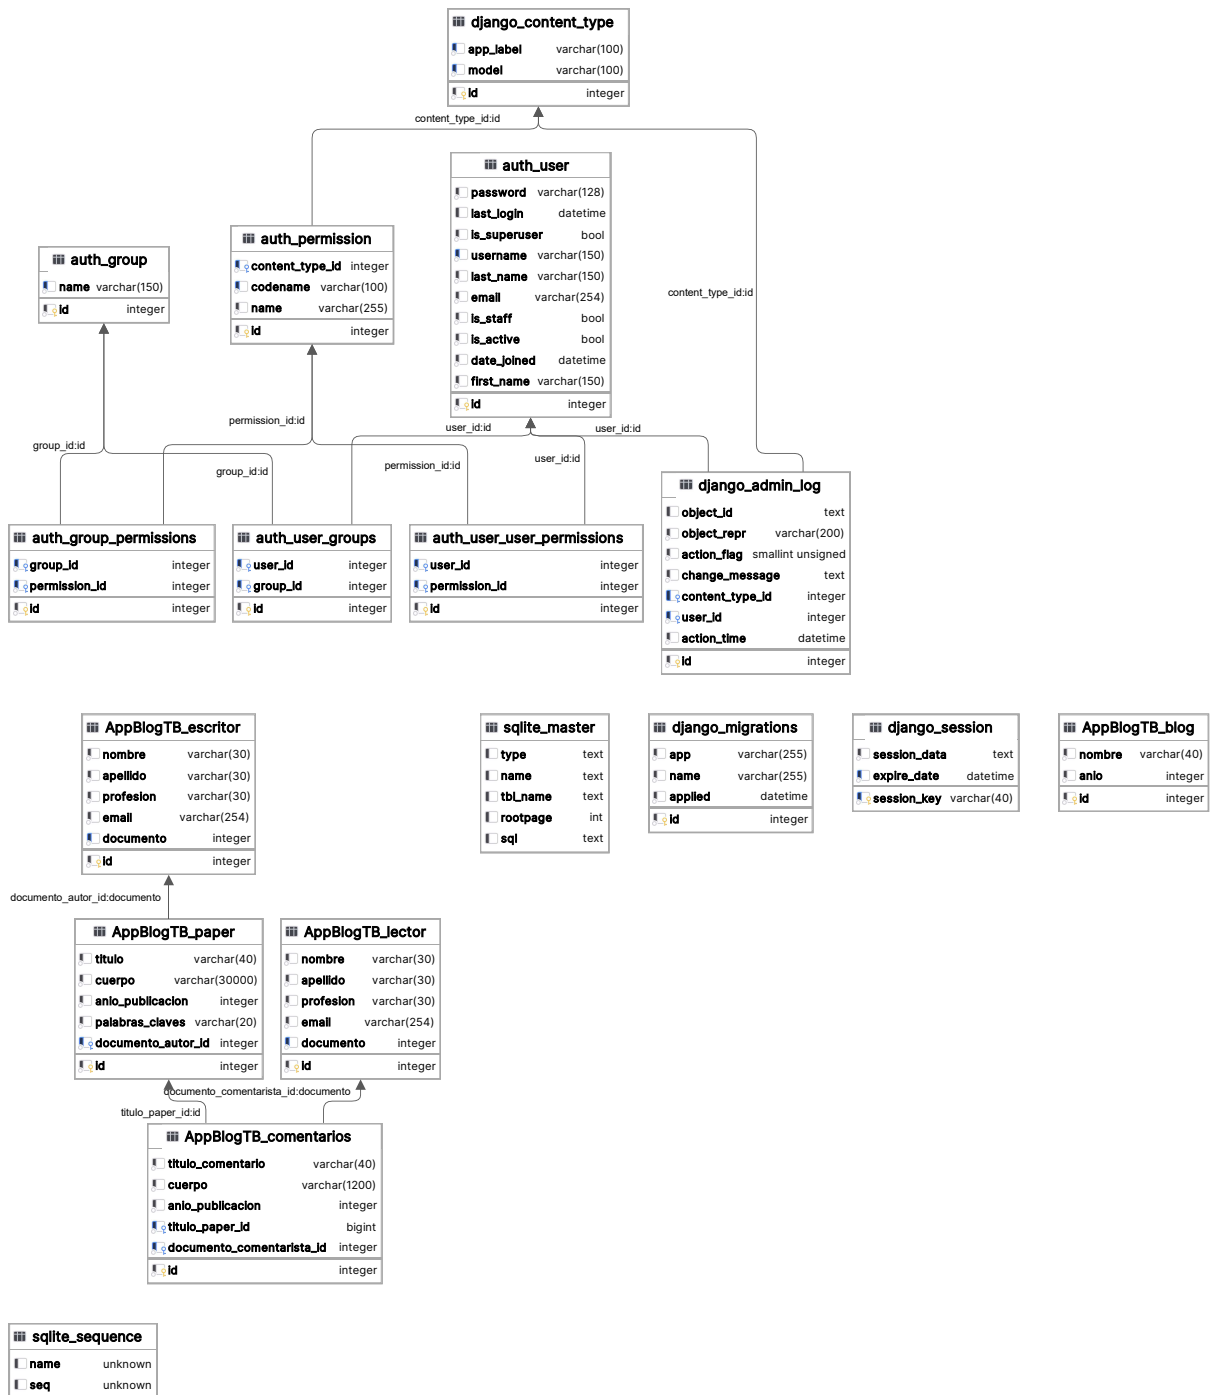 django_content_type
app_label varchar(100)
model varchar(100)
id integer
content_type_id:id
auth_user
password varchar(128)
last_login datetime
is_superuser bool
username varchar(150)
last_name varchar(150)
email varchar(254)
is_staff bool
is_active bool
date_joined datetime
first_name varchar(150)
id integer
auth_permission
content_type_id integer
codename varchar(100)
name varchar(255)
id integer
auth_group
name varchar(150)
id integer
content_type_id:id
permission_id:id
user_id:id
user_id:id
group_id:id
group_id:id
permission_id:id
user_id:id
django_admin_log
object_id text
object_repr varchar(200)
action_flag smallint unsigned
change_message text
content_type_id integer
user_id integer
action_time datetime
id integer
auth_group_permissions
group_id integer
permission_id integer
id integer
auth_user_groups
user_id integer
group_id integer
id integer
auth_user_user_permissions
user_id integer
permission_id integer
id integer
AppBlogTB_escritor
nombre varchar(30)
apellido varchar(30)
profesion varchar(30)
email varchar(254)
documento integer
id integer
sqlite_master
type text
name text
tbl_name text
rootpage int
sql text
django_migrations
app varchar(255)
name varchar(255)
applied datetime
id integer
django_session
session_data text
expire_date datetime
session_key varchar(40)
AppBlogTB_blog
nombre varchar(40)
anio integer
id integer
documento_autor_id:documento
AppBlogTB_paper
titulo varchar(40)
cuerpo varchar(30000)
anio_publicacion integer
palabras_claves varchar(20)
documento_autor_id integer
id integer
AppBlogTB_lector
nombre varchar(30)
apellido varchar(30)
profesion varchar(30)
email varchar(254)
documento integer
id integer
documento_comentarista_id:documento
titulo_paper_id:id
AppBlogTB_comentarios
titulo_comentario varchar(40)
cuerpo varchar(1200)
anio_publicacion integer
titulo_paper_id bigint
documento_comentarista_id integer
id integer
sqlite_sequence
name unknown
seq unknown